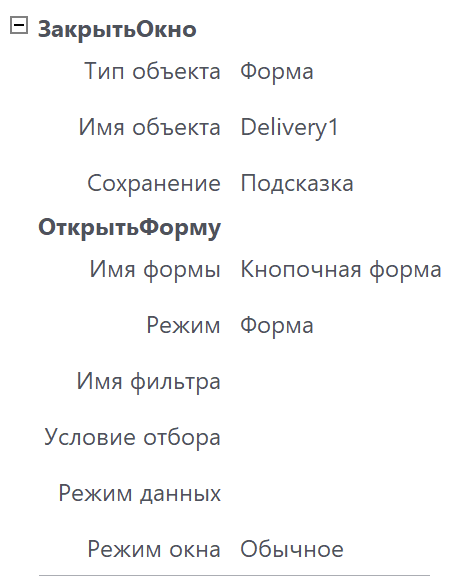 ЗакрытьОкно
Тип объекта Форма
Имя объекта Delivery1
Сохранение Подсказка
ОткрытьФорму
Имя формы Кнопочная форма
Режим Форма
Имя фильтра
Условие отбора
Режим данных
Режим окна Обычное